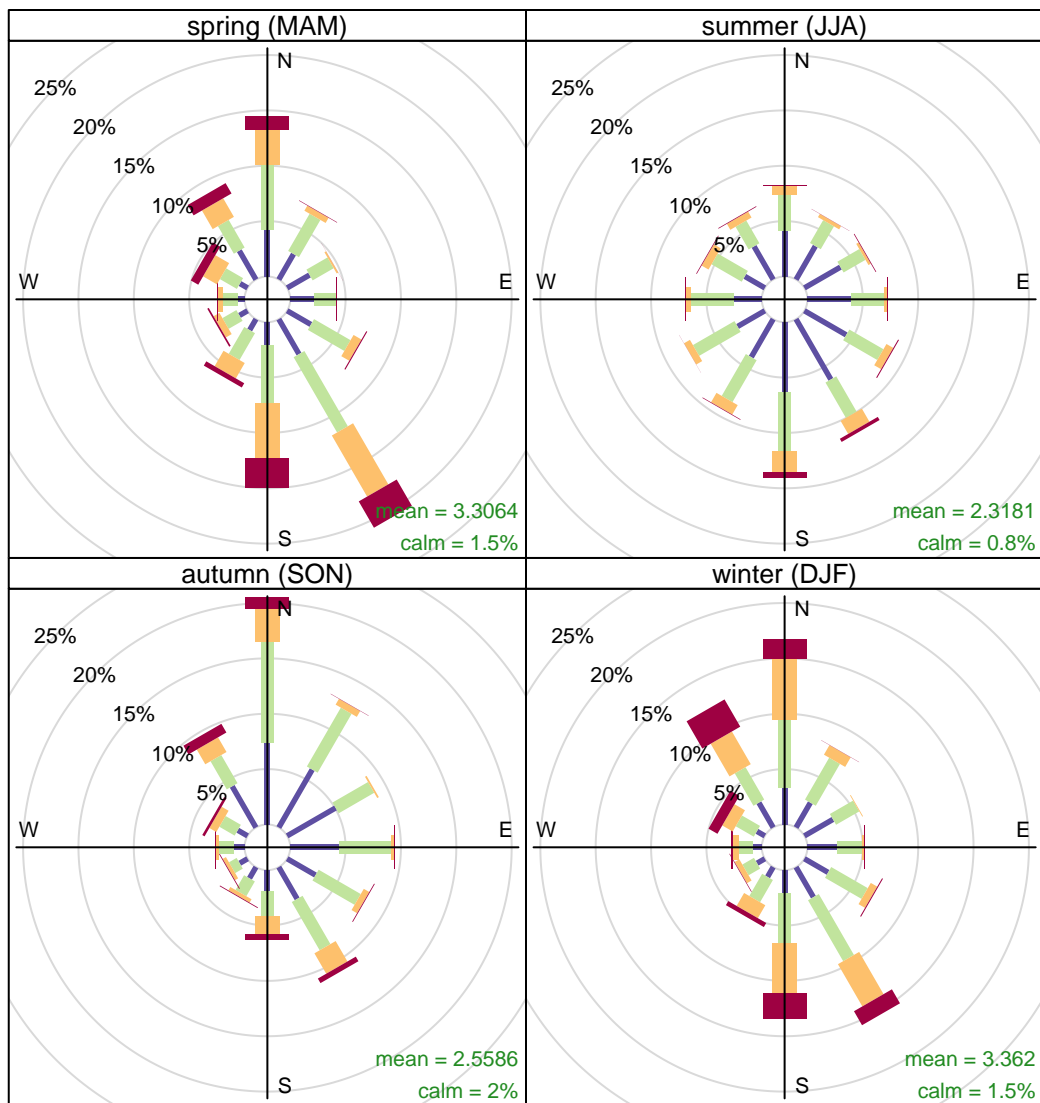 spring (MAM)
N
25%
20%
15%
10%
5%
W
E
S
mean = 3.3064
calm = 1.5%
summer (JJA)
N
25%
20%
15%
10%
5%
W
E
S
mean = 2.3181
calm = 0.8%
autumn (SON)
N
25%
20%
15%
10%
5%
W
E
S
mean = 2.5586
calm = 2%
winter (DJF)
N
25%
20%
15%
10%
5%
W
E
S
mean = 3.362
calm = 1.5%